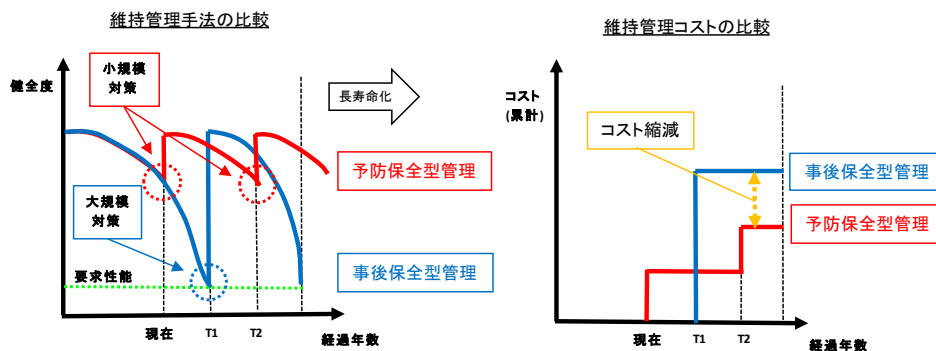 維持管理手法の比較
健全度
小規模
対策
大規模
対策
要求性能
現在
T1
T2
経過年数
長寿命化
予防保全型管理
事後保全型管理
維持管理コストの比較
コスト
(累計)
コスト縮減
事後保全型管理
予防保全型管理
現在
T1
T2
経過年数